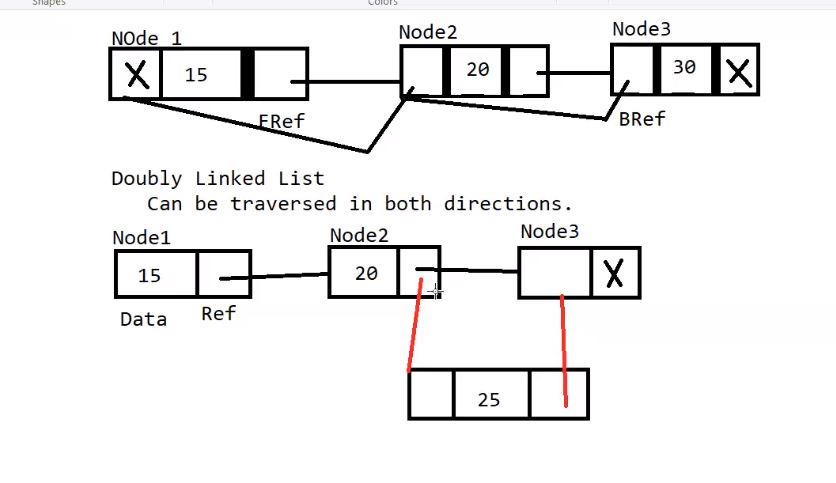 Shapes
Colors
NOde 1
Node2
Node3
X
15
20
30
X
FRef
BRef
Doubly Linked List
Can be traversed in both directions.
Node1
Node2
Node3
15
20
X
Data
Ref
25